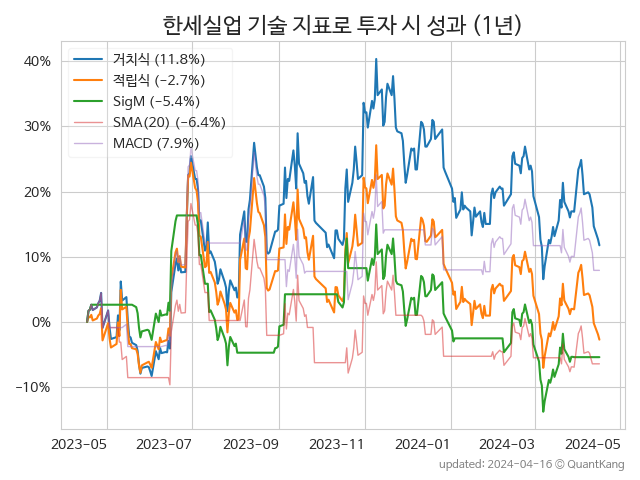 한세실업 기술 지표로 투자 시 성과 (1년)
거치식 (11.8%)
적립식 (−2.7%)
SigM (−5.4%)
SMA(20) (−6.4%)
MACD (7.9%)
40%
30%
20%
10%
0%
−10%
2023-05 2023-07 2023-09 2023-11 2024-01 2024-03 2024-05
updated: 2024-04-16 © QuantKang